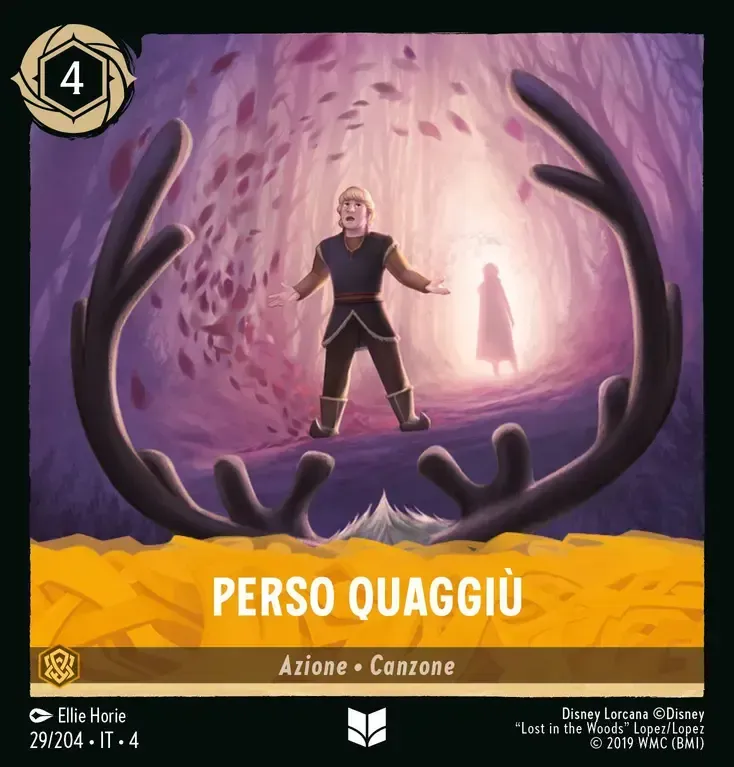 4
PERSO QUAGGIÙ
Azione • Canzone
Ellie Horie
29/204 • IT • 4
Disney Lorcana ©Disney
“Lost in the Woods” Lopez/Lopez
© 2019 WMC (BMI)